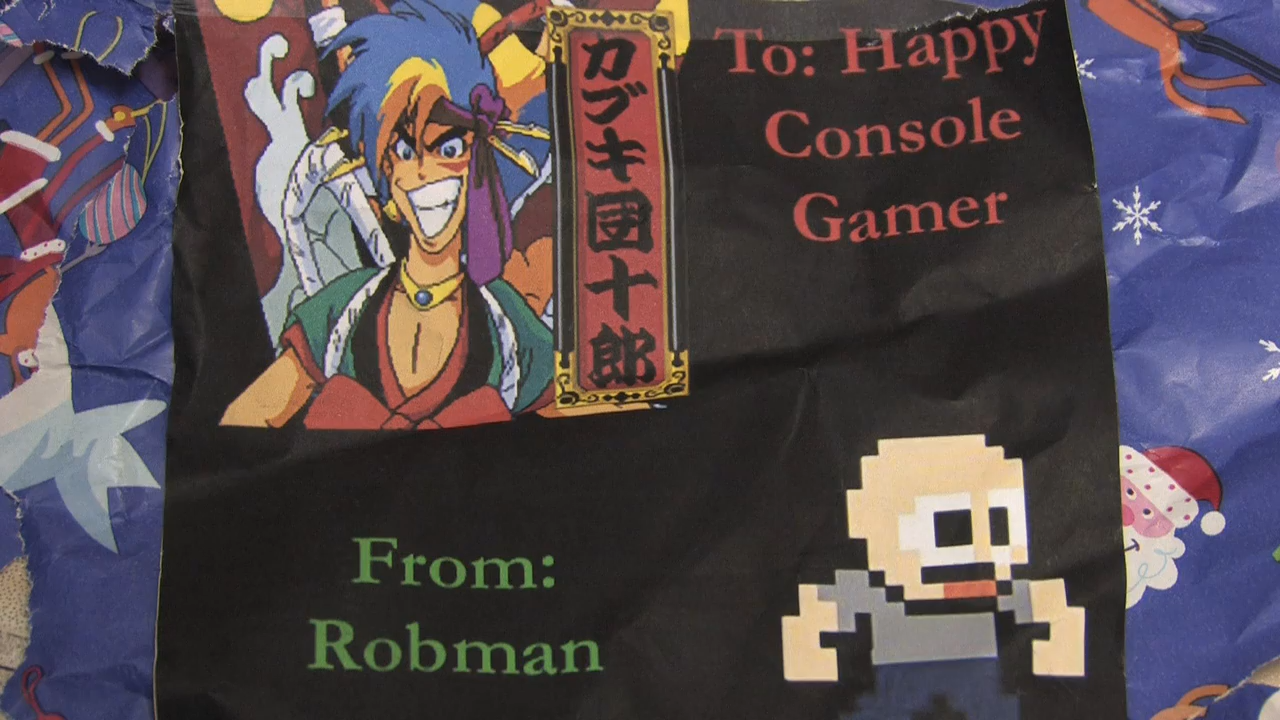 カブキ団十郎
To: Happy
Console
Gamer
From:
Robman